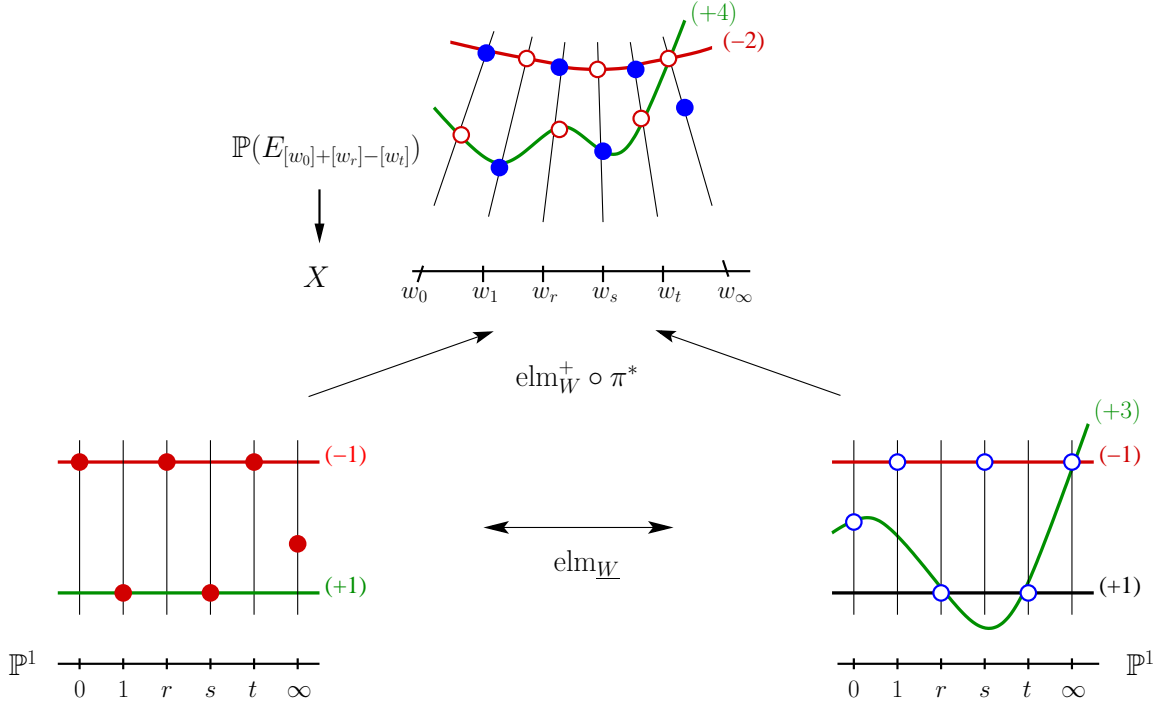 (+4)
(−2)
ℙ(E_{[w_0]+[w_r]−[w_t]})
X
w_0 w_1 w_r w_s w_t w_∞
elm_W^+ ∘ π*
(+3)
(−1) (−1)
elm_W
(+1) (+1)
ℙ^1 ℙ^1
0 1 r s t ∞ 0 1 r s t ∞